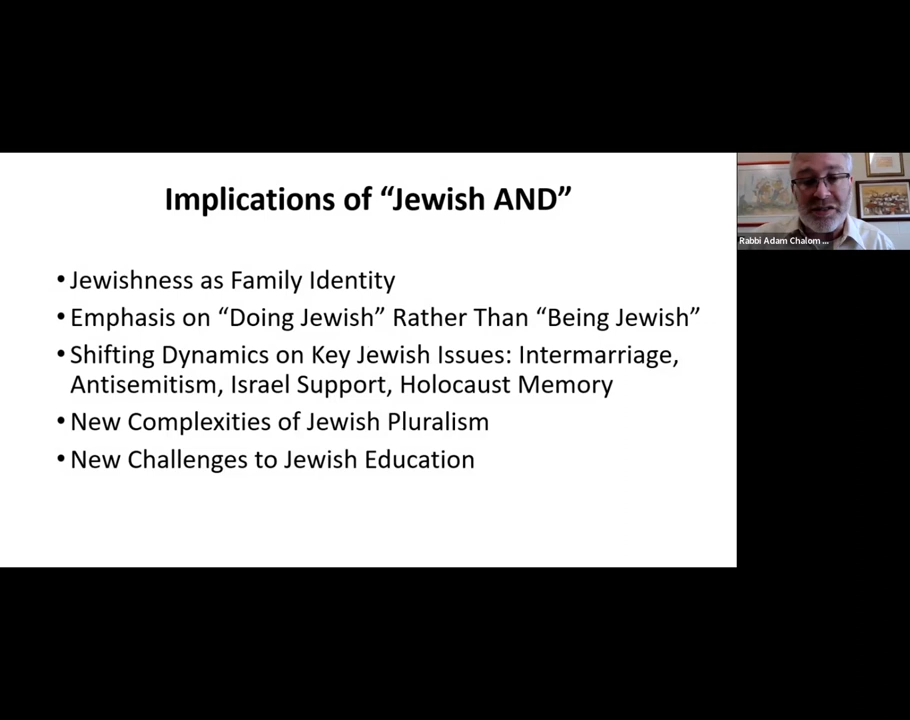 Implications of “Jewish AND”
• Jewishness as Family Identity
• Emphasis on “Doing Jewish” Rather Than “Being Jewish”
• Shifting Dynamics on Key Jewish Issues: Intermarriage,
Antisemitism, Israel Support, Holocaust Memory
• New Complexities of Jewish Pluralism
• New Challenges to Jewish Education
Rabbi Adam Chalom ...